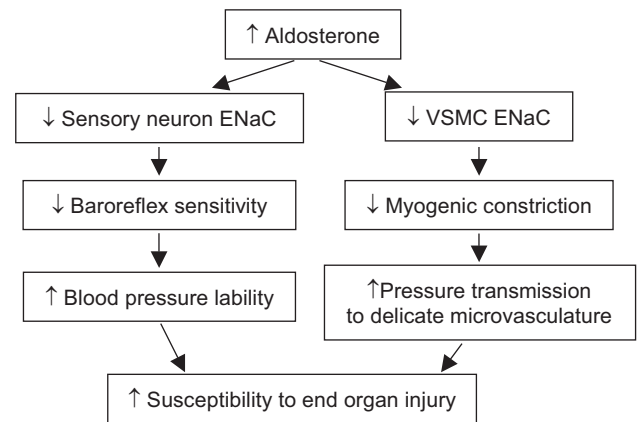 ↑ Aldosterone
↓ Sensory neuron ENaC
↓ VSMC ENaC
↓ Baroreflex sensitivity
↓ Myogenic constriction
↑ Blood pressure lability
↑Pressure transmission
to delicate microvasculature
↑ Susceptibility to end organ injury